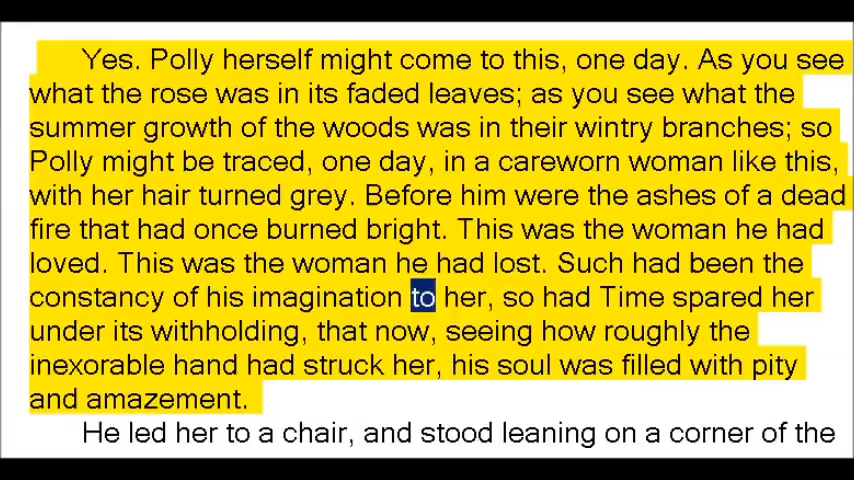 Yes. Polly herself might come to this, one day. As you see
what the rose was in its faded leaves; as you see what the
summer growth of the woods was in their wintry branches; so
Polly might be traced, one day, in a careworn woman like this,
with her hair turned grey. Before him were the ashes of a dead
fire that had once burned bright. This was the woman he had
loved. This was the woman he had lost. Such had been the
constancy of his imagination to her, so had Time spared her
under its withholding, that now, seeing how roughly the
inexorable hand had struck her, his soul was filled with pity
and amazement.
He led her to a chair, and stood leaning on a corner of the